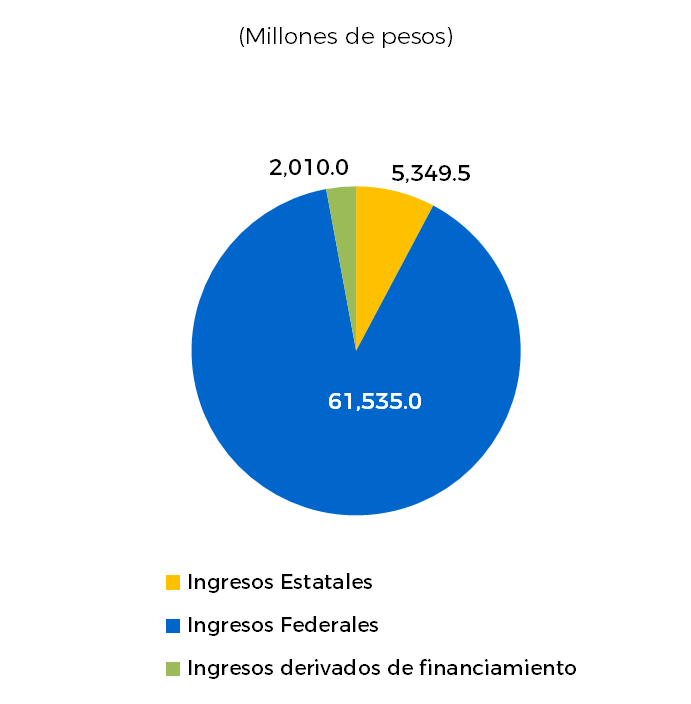 (Millones de pesos)
2,010.0
5,349.5
61,535.0
Ingresos Estatales
Ingresos Federales
Ingresos derivados de financiamiento